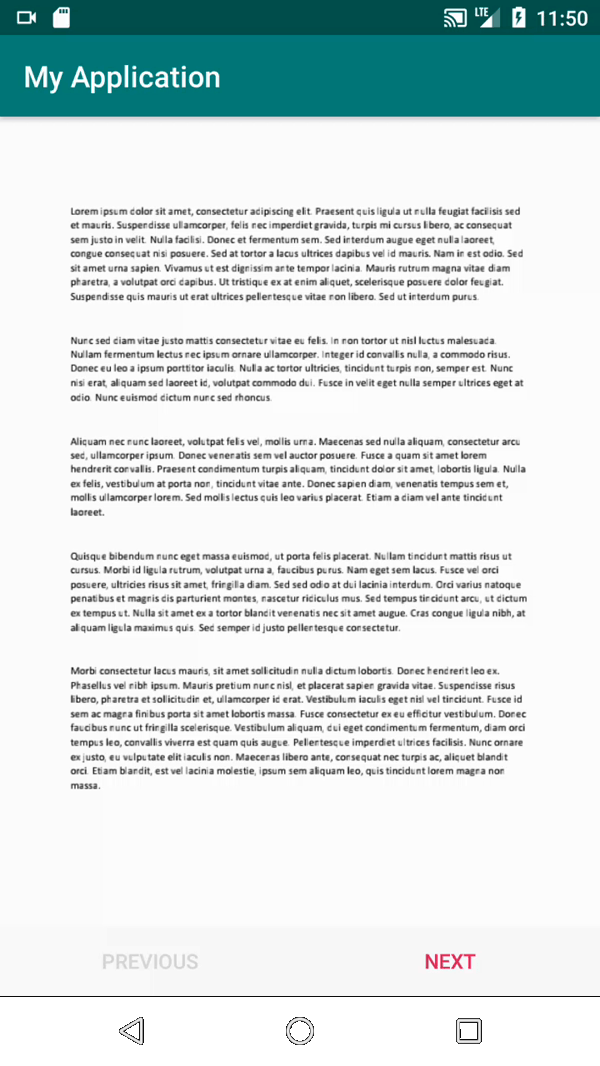 LTE 11:50
My Application
Lorem ipsum dolor sit amet, consectetur adipiscing elit. Praesent quis ligula ut nulla feugiat facilisis sed
et mauris. Suspendisse ullamcorper, felis nec imperdiet gravida, turpis mi cursus libero, ac consequat
sem justo in velit. Nulla facilisi. Donec et fermentum sem. Sed interdum augue eget nulla laoreet,
congue consequat nisi posuere. Sed at tortor a lacus ultrices dapibus vel id mauris. Nam in est odio. Sed
sit amet urna sapien. Vivamus ut est dignissim ante tempor lacinia. Mauris rutrum magna vitae diam
pharetra, a volutpat orci dapibus. Ut tristique ex at enim aliquet, scelerisque posuere dolor feugiat.
Suspendisse quis mauris ut erat ultrices pellentesque vitae non libero. Sed ut interdum purus.
Nunc sed diam vitae justo mattis consectetur vitae eu felis. In non tortor ut nisl luctus malesuada.
Nullam fermentum lectus nec ipsum ornare ullamcorper. Integer id convallis nulla, a commodo risus.
Donec eu leo a ipsum porttitor iaculis. Nulla ac tortor ultricies, tincidunt turpis non, semper est. Nunc
nisi erat, aliquam sed laoreet id, volutpat commodo dui. Fusce in velit eget nulla semper ultrices eget at
odio. Nunc euismod dictum nunc sed rhoncus.
Aliquam nec nunc laoreet, volutpat felis vel, mollis urna. Maecenas sed nulla aliquam, consectetur arcu
sed, ullamcorper ipsum. Donec venenatis sem vel auctor posuere. Fusce a quam sit amet lorem
hendrerit convallis. Praesent condimentum turpis aliquam, tincidunt dolor sit amet, lobortis ligula. Nulla
ex felis, vestibulum at porta non, tincidunt vitae ante. Donec sapien diam, venenatis tempus sem et,
mollis ullamcorper lorem. Sed mollis lectus quis leo varius placerat. Etiam a diam vel ante tincidunt
laoreet.
Quisque bibendum nunc eget massa euismod, ut porta felis placerat. Nullam tincidunt mattis risus ut
cursus. Morbi id ligula rutrum, volutpat urna a, faucibus purus. Nam eget sem lacus. Fusce vel orci
posuere, ultricies risus sit amet, fringilla diam. Sed sed odio at dui lacinia interdum. Orci varius natoque
penatibus et magnis dis parturient montes, nascetur ridiculus mus. Sed tempus tincidunt arcu, ut dictum
ex tempus ut. Nulla sit amet ex a tortor blandit venenatis nec sit amet augue. Cras congue ligula nibh, at
aliquam ligula maximus quis. Sed semper id justo pellentesque consectetur.
Morbi consectetur lacus mauris, sit amet sollicitudin nulla dictum lobortis. Donec hendrerit leo ex.
Phasellus vel nibh ipsum. Mauris pretium nunc nisl, et placerat sapien gravida vitae. Suspendisse risus
libero, pharetra et sollicitudin et, ullamcorper id erat. Vestibulum iaculis eget nisl vel tincidunt. Fusce id
sem ac magna finibus porta sit amet lobortis massa. Fusce consectetur ex eu efficitur vestibulum. Donec
faucibus nunc ut fringilla scelerisque. Vestibulum aliquam, dui eget condimentum fermentum, diam orci
tempus leo, convallis viverra est quam quis augue. Pellentesque imperdiet ultrices facilisis. Nunc ornare
ex justo, eu vulputate elit iaculis non. Maecenas libero ante, consequat nec turpis ac, aliquet blandit
orci. Etiam blandit, est vel lacinia molestie, ipsum sem aliquam leo, quis tincidunt lorem magna non
massa.
PREVIOUS NEXT